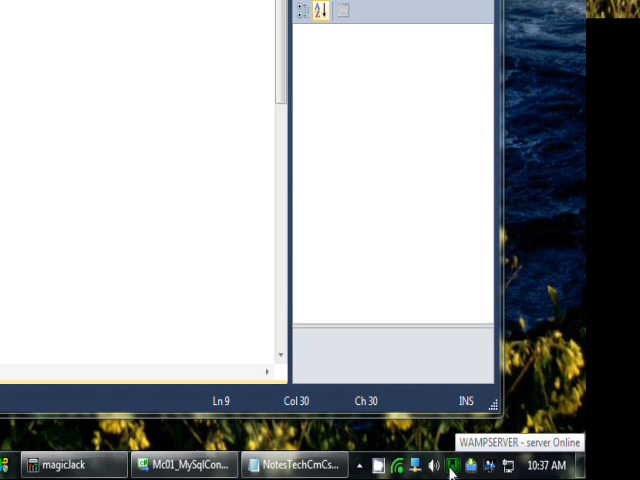 A
Z
Ln 9 Col 30 Ch 30 INS
WAMPSERVER - server Online
magicJack Mc01_MySqlCon... NotesTechCmCs... 10:37 AM